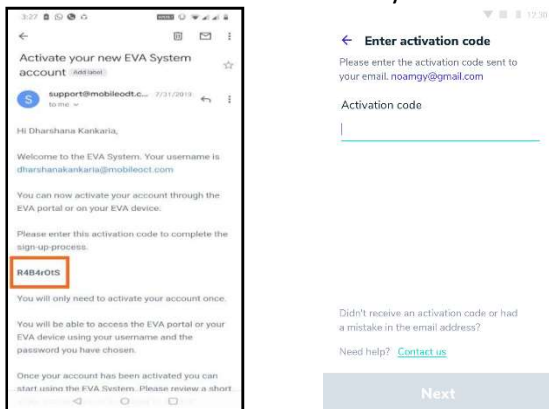 3:27
Activate your new EVA System
account Add label
S
support@mobileodt.c... 7/31/2019
to me
Hi Dharshana Kankaria,
Welcome to the EVA System. Your username is
dharshanakankaria@mobileoct.com
You can now activate your account through the
EVA portal or on your EVA device.
Please enter this activation code to complete the
sign-up-process.
R4B4rOtS
You will only need to activate your account once.
You will be able to access the EVA portal or your
EVA device using your username and the
password you have chosen.
Once your account has been activated you can
start using the EVA System. Please review a short
12:30
Enter activation code
Please enter the activation code sent to
your email. noamgy@gmail.com
Activation code
Didn't receive an activation code or had
a mistake in the email address?
Need help? Contact us
Next